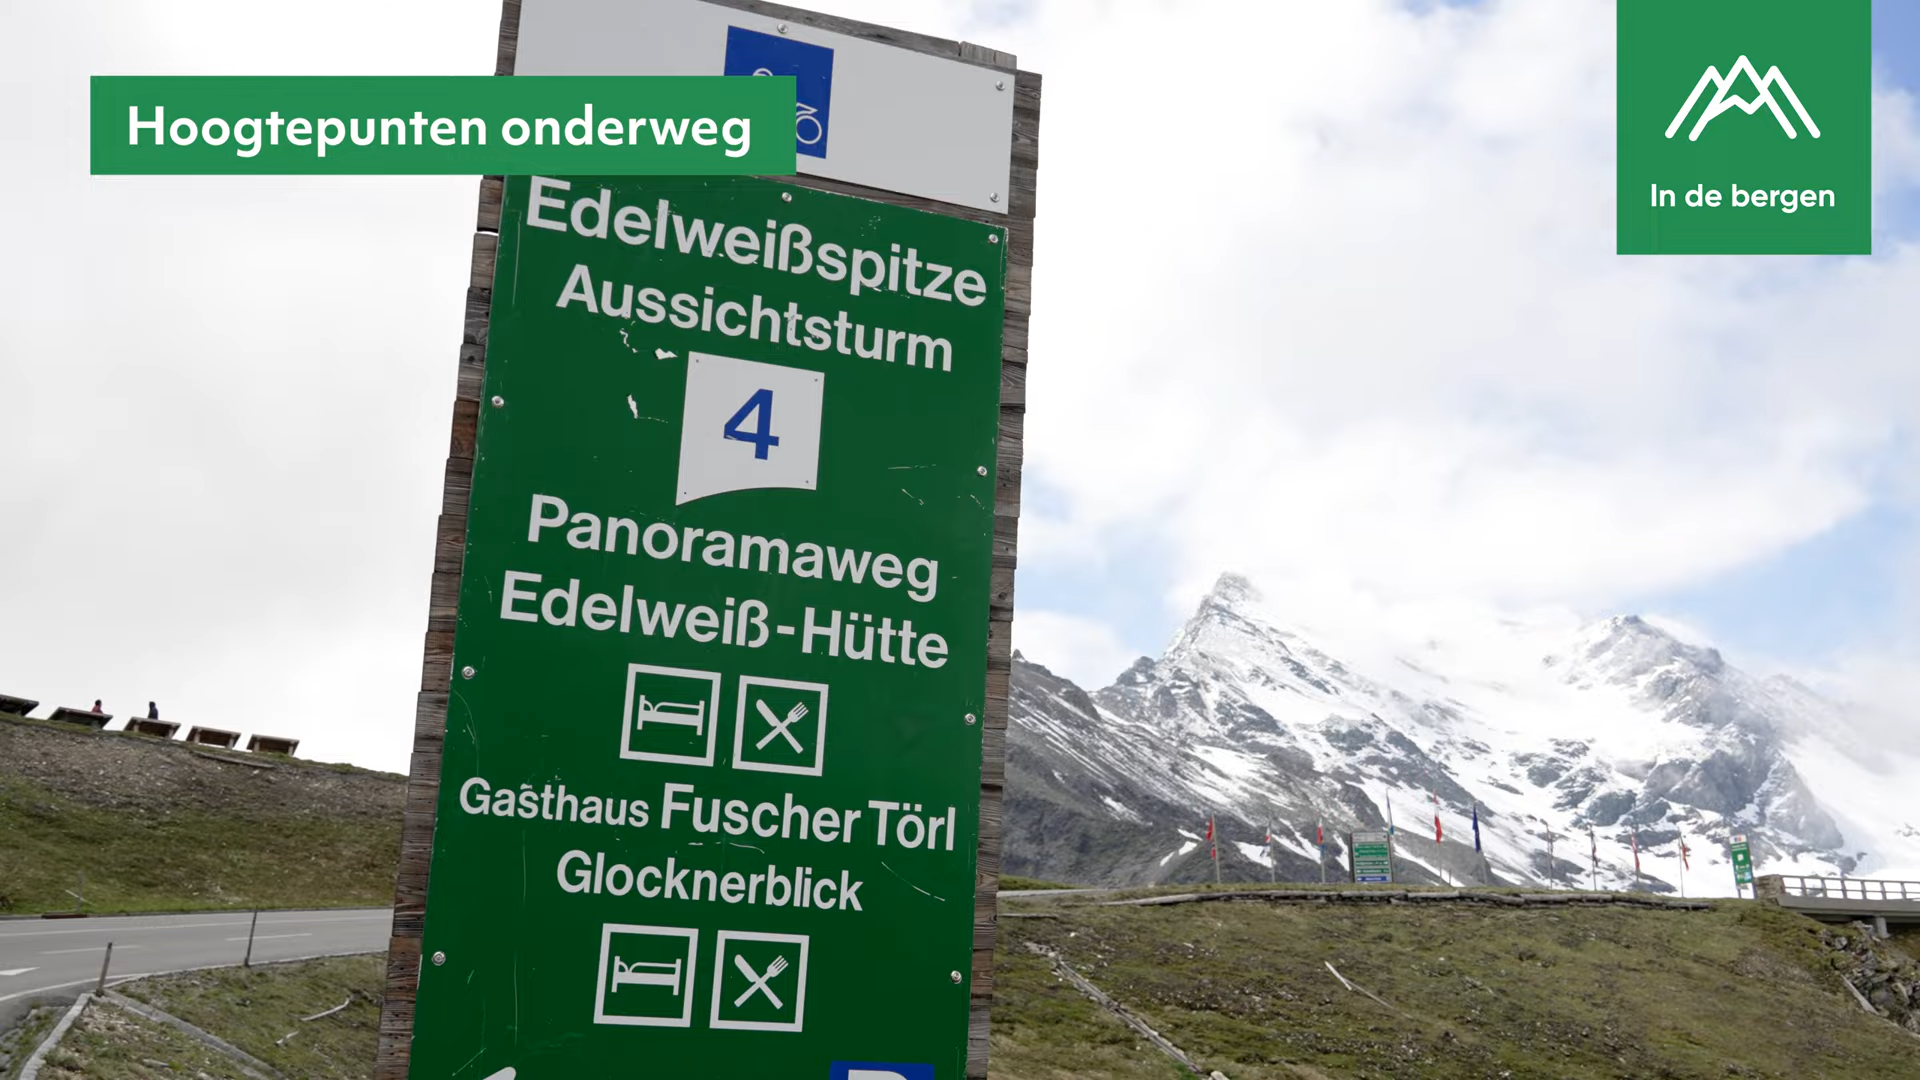 Hoogtepunten onderweg
In de bergen
Edelweißspitze
Aussichtsturm
4
Panoramaweg
Edelweiß-Hütte
Gasthaus Fuscher Törl
Glocknerblick